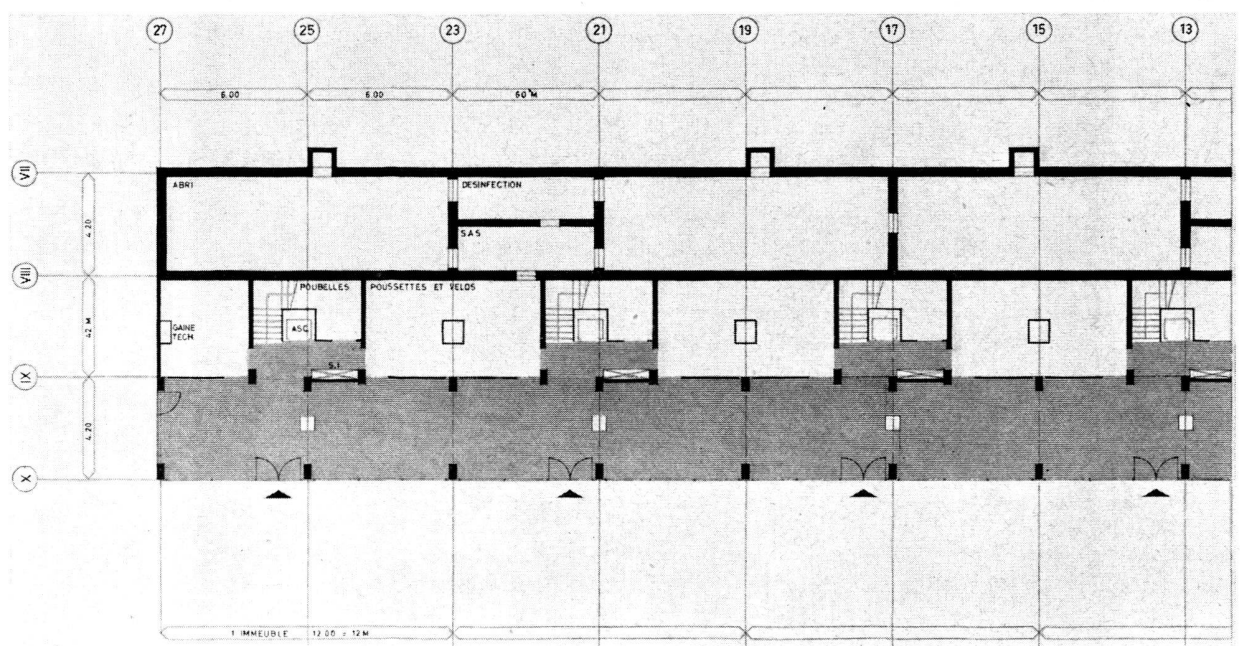 27 25 23 21 19 17 15 13
6.00 6.00 60 M
VII
ABRI DESINFECTION
4.20
SAS
VIII
POUBELLES POUSSETTES ET VELOS
42 M
GAINE ASC
TECH
S.I
IX
4.20
X
1 IMMEUBLE 12.00 = 12 M